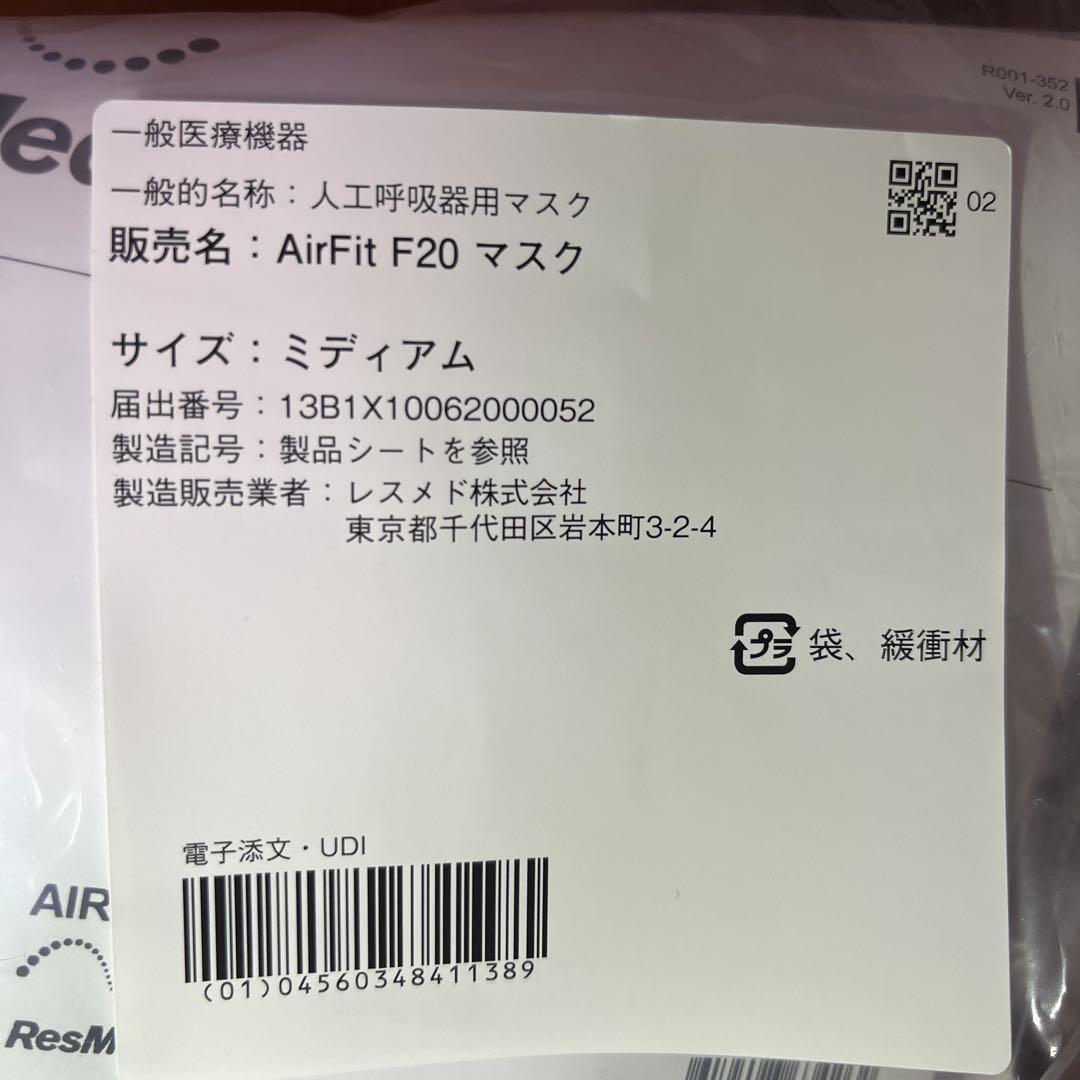 R001-352
Ver. 2.0
一般医療機器
一般的名称：人工呼吸器用マスク
02
販売名：AirFit F20 マスク
サイズ：ミディアム
届出番号：13B1X10062000052
製造記号：製品シートを参照
製造販売業者：レスメド株式会社
東京都千代田区岩本町3-2-4
プラ 袋、緩衝材
電子添文・UDI
(01)04560348411389
AIR
ResM